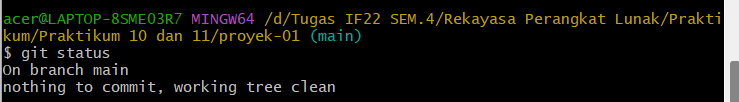 acer@LAPTOP-8SME03R7 MINGW64 /d/Tugas IF22 SEM.4/Rekayasa Perangkat Lunak/Prakti
kum/Praktikum 10 dan 11/proyek-01 (main)
$ git status
On branch main
nothing to commit, working tree clean